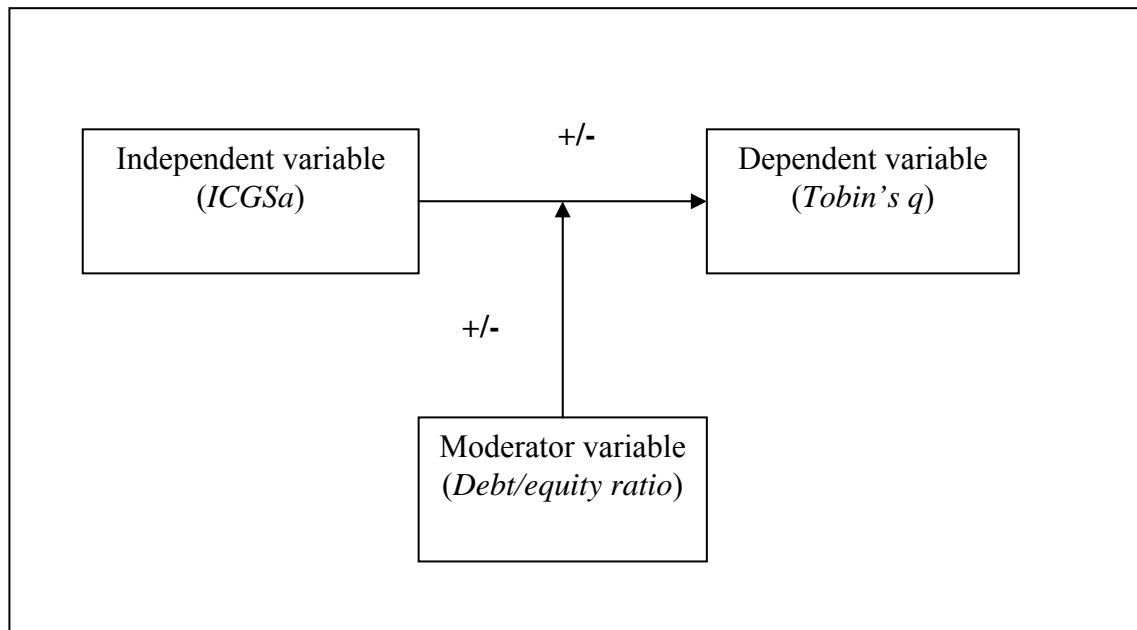 +/-
Independent variable
(ICGSa)
Dependent variable
(Tobin’s q)
+/-
Moderator variable
(Debt/equity ratio)